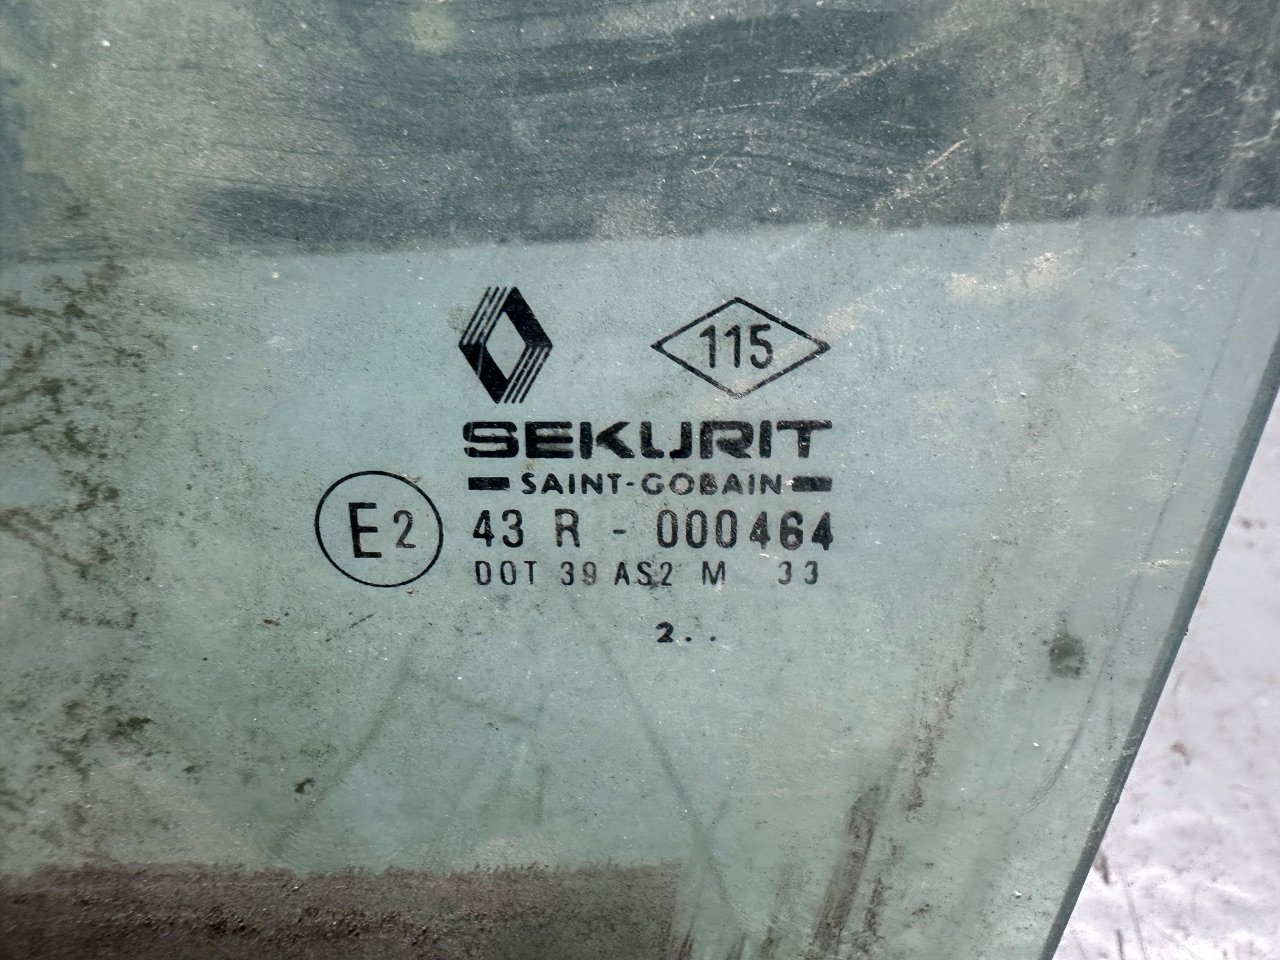 115
SEKURIT
SAINT-GOBAIN
E2
43 R - 000464
DOT 39 AS2 M 33
2..